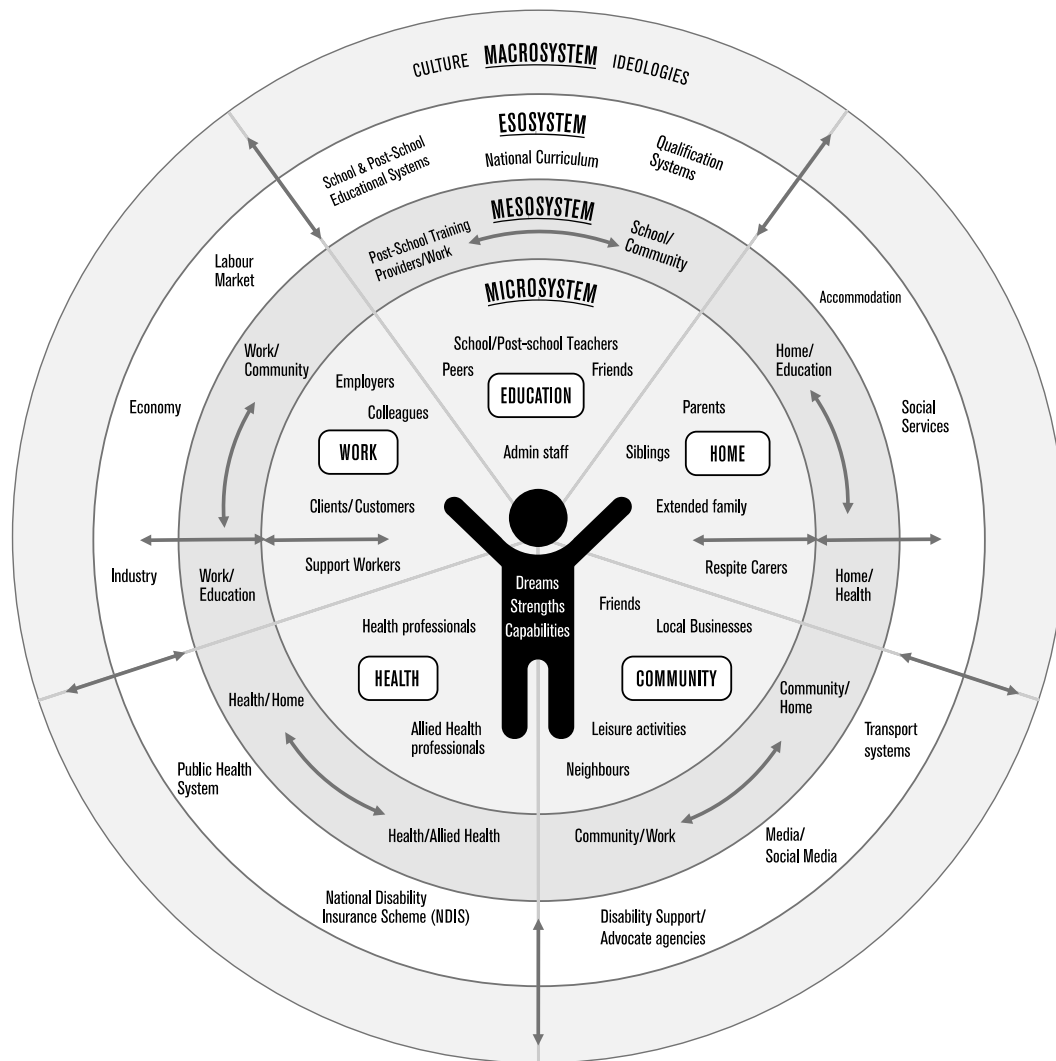 CULTURE MACROSYSTEM IDEOLOGIES
ESOSYSTEM
School & Post-School
Educational Systems
National Curriculum
Qualification
Systems
MESOSYSTEM
Post-School Training
Providers/Work
School/
Community
Labour
Market
MICROSYSTEM
Accommodation
School/Post-school Teachers
Peers
Friends
EDUCATION
Admin staff
Work/
Community
Home/
Education
Employers
Colleagues
WORK
Clients/Customers
Support Workers
Parents
Siblings
HOME
Extended family
Respite Carers
Economy
Social
Services
Industry
Work/
Education
Home/
Health
Dreams
Strengths
Capabilities
Health professionals
HEALTH
Allied Health
professionals
Friends
Local Businesses
COMMUNITY
Leisure activities
Neighbours
Health/Home
Community/
Home
Public Health
System
Transport
systems
Health/Allied Health
Community/Work
Media/
Social Media
National Disability
Insurance Scheme (NDIS)
Disability Support/
Advocate agencies